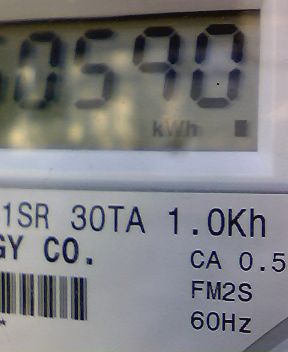 0590
kWh
1SR 30TA 1.0Kh
GY CO.
CA 0.5
FM2S
60Hz